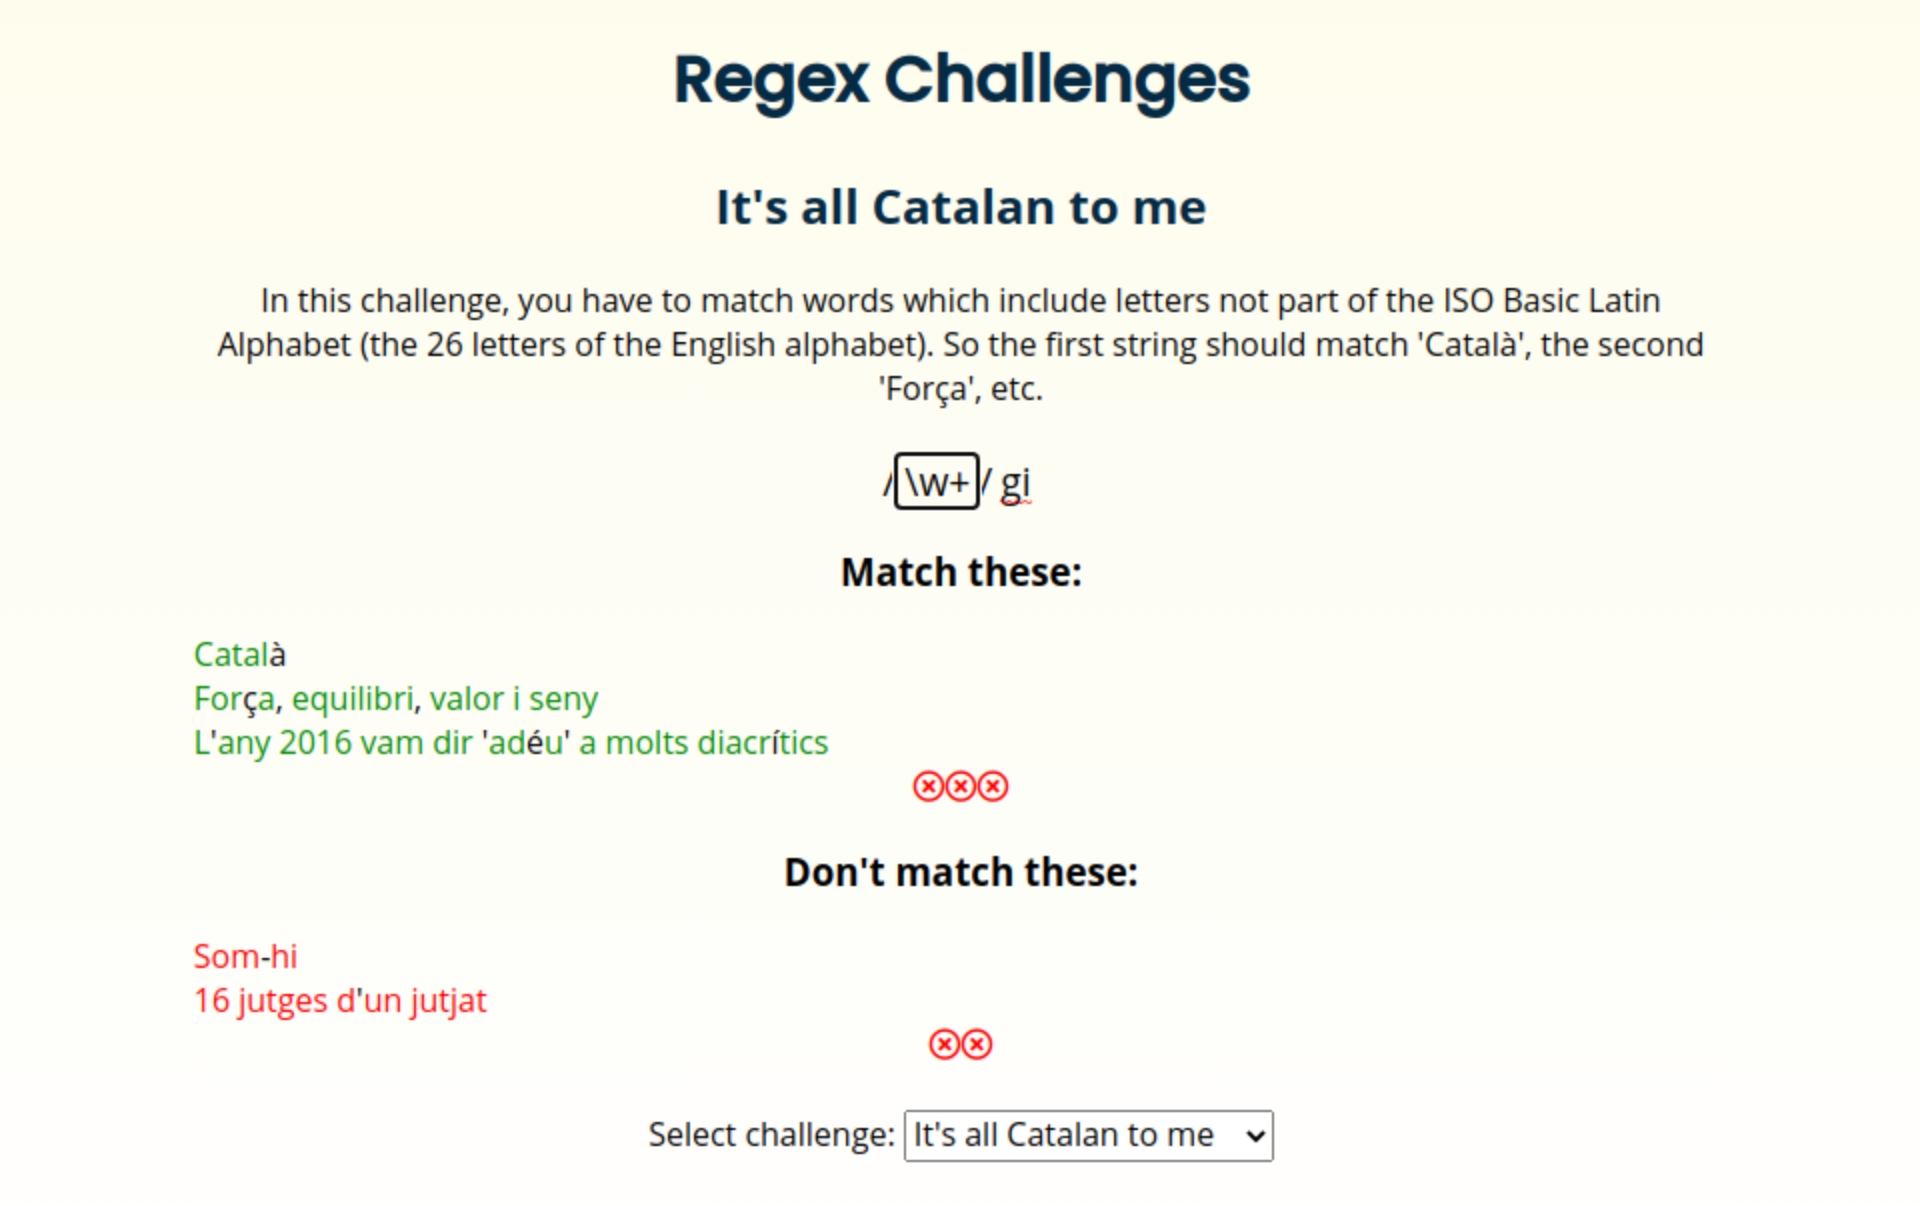 Regex Challenges
It's all Catalan to me
In this challenge, you have to match words which include letters not part of the ISO Basic Latin
Alphabet (the 26 letters of the English alphabet). So the first string should match 'Català', the second
'Força', etc.
/\w+/ gi
Match these:
Català
Força, equilibri, valor i seny
L'any 2016 vam dir 'adéu' a molts diacrítics
Don't match these:
Som-hi
16 jutges d'un jutjat
Select challenge: It's all Catalan to me